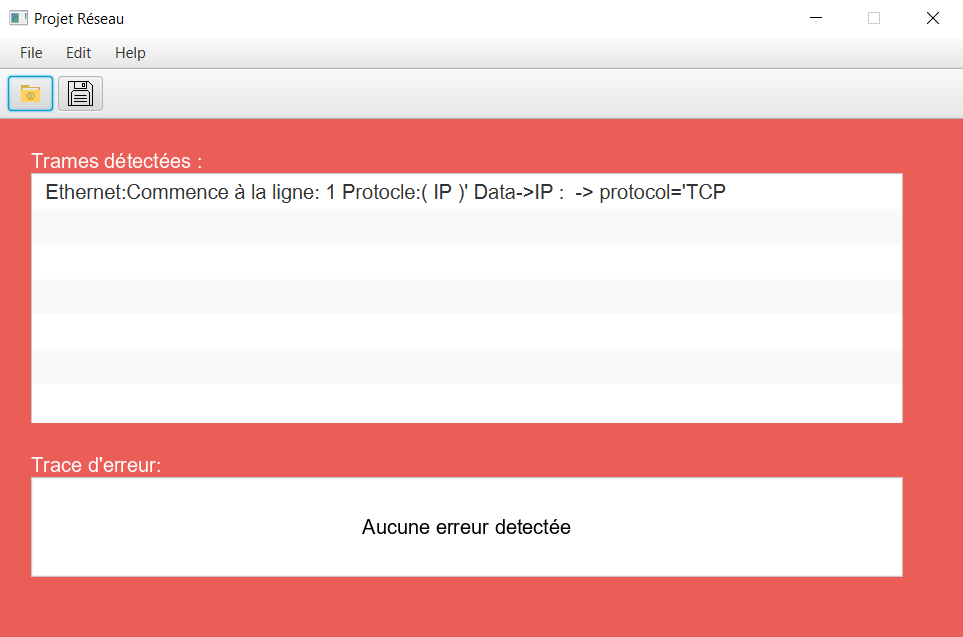 Projet Réseau
File Edit Help
Trames détectées :
Ethernet:Commence à la ligne: 1 Protocle:( IP )' Data->IP :  -> protocol='TCP
Trace d'erreur:
Aucune erreur detectée